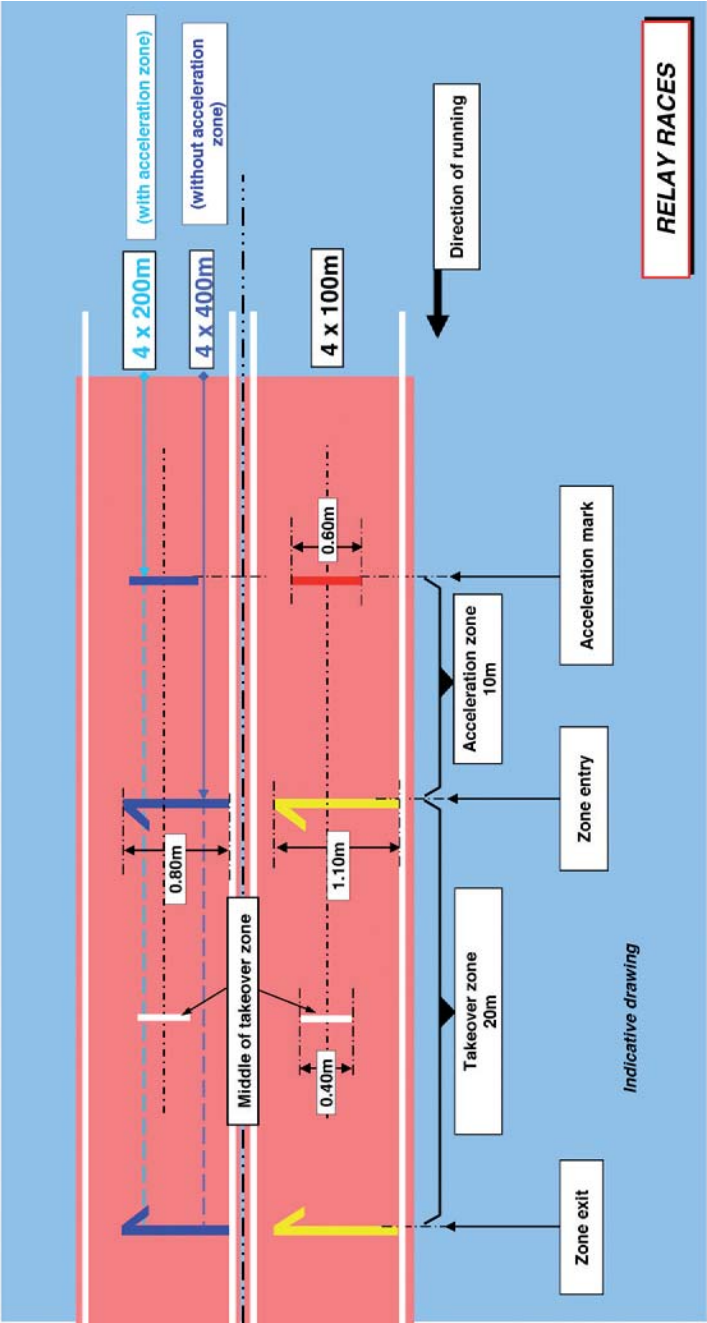 RELAY RACES
(with acceleration zone)
(without acceleration
zone)
4 x 200m
4 x 400m
4 x 100m
Direction of running
0.60m
0.80m
1.10m
0.40m
Middle of takeover zone
Acceleration mark
Acceleration zone
10m
Zone entry
Takeover zone
20m
Zone exit
Indicative drawing